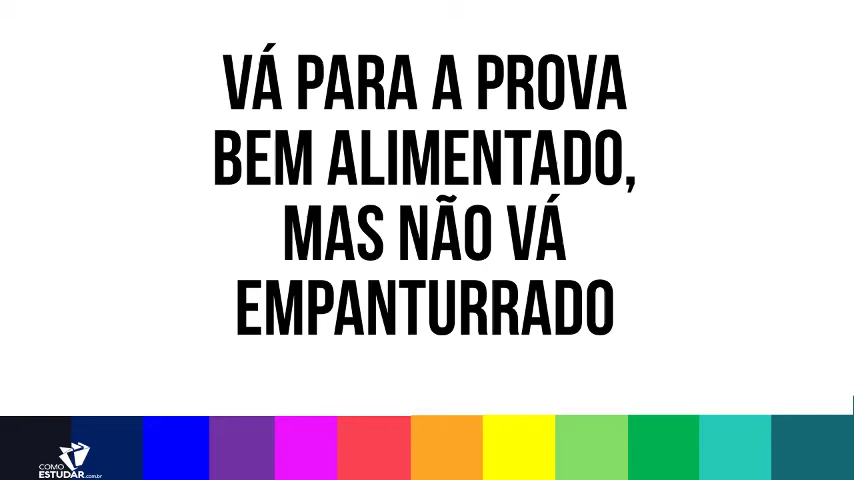 VÁ PARA A PROVA
BEM ALIMENTADO,
MAS NÃO VÁ
EMPANTURRADO
COMO
ESTUDAR.com.br